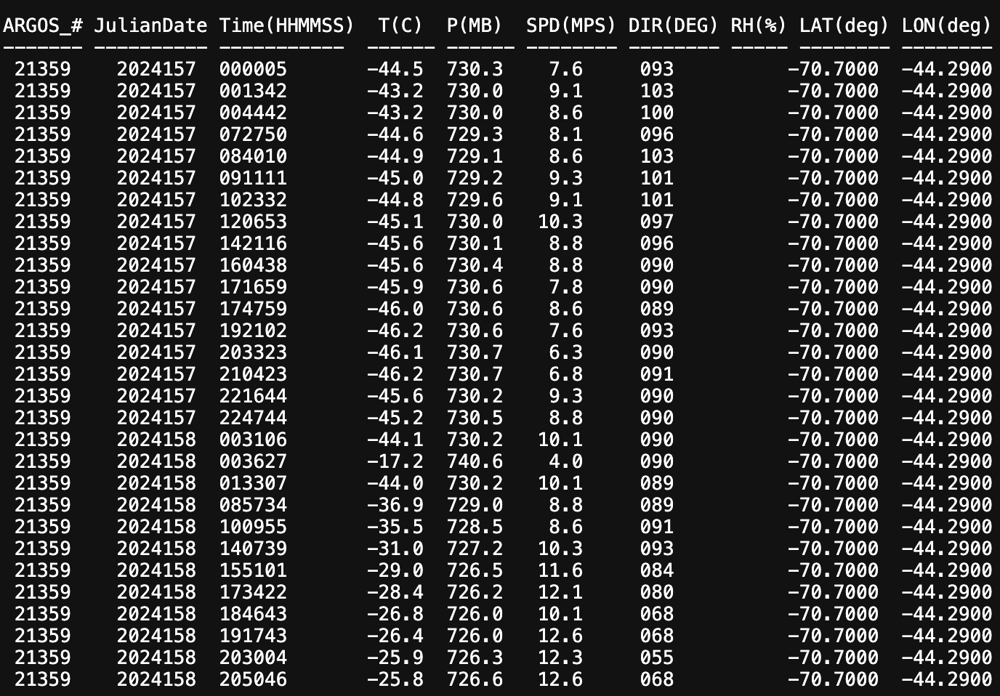 ARGOS_# JulianDate Time(HHMMSS)  T(C)  P(MB)  SPD(MPS) DIR(DEG) RH(%) LAT(deg) LON(deg)
------- ---------- -----------  ------ ------ -------- -------- ----- -------- --------
 21359    2024157  000005       -44.5  730.3    7.6     093          -70.7000  -44.2900
 21359    2024157  001342       -43.2  730.0    9.1     103          -70.7000  -44.2900
 21359    2024157  004442       -43.2  730.0    8.6     100          -70.7000  -44.2900
 21359    2024157  072750       -44.6  729.3    8.1     096          -70.7000  -44.2900
 21359    2024157  084010       -44.9  729.1    8.6     103          -70.7000  -44.2900
 21359    2024157  091111       -45.0  729.2    9.3     101          -70.7000  -44.2900
 21359    2024157  102332       -44.8  729.6    9.1     101          -70.7000  -44.2900
 21359    2024157  120653       -45.1  730.0   10.3     097          -70.7000  -44.2900
 21359    2024157  142116       -45.6  730.1    8.8     096          -70.7000  -44.2900
 21359    2024157  160438       -45.6  730.4    8.8     090          -70.7000  -44.2900
 21359    2024157  171659       -45.9  730.6    7.8     090          -70.7000  -44.2900
 21359    2024157  174759       -46.0  730.6    8.6     089          -70.7000  -44.2900
 21359    2024157  192102       -46.2  730.6    7.6     093          -70.7000  -44.2900
 21359    2024157  203323       -46.1  730.7    6.3     090          -70.7000  -44.2900
 21359    2024157  210423       -46.2  730.7    6.8     091          -70.7000  -44.2900
 21359    2024157  221644       -45.6  730.2    9.3     090          -70.7000  -44.2900
 21359    2024157  224744       -45.2  730.5    8.8     090          -70.7000  -44.2900
 21359    2024158  003106       -44.1  730.2   10.1     090          -70.7000  -44.2900
 21359    2024158  003627       -17.2  740.6    4.0     090          -70.7000  -44.2900
 21359    2024158  013307       -44.0  730.2   10.1     089          -70.7000  -44.2900
 21359    2024158  085734       -36.9  729.0    8.8     089          -70.7000  -44.2900
 21359    2024158  100955       -35.5  728.5    8.6     091          -70.7000  -44.2900
 21359    2024158  140739       -31.0  727.2   10.3     093          -70.7000  -44.2900
 21359    2024158  155101       -29.0  726.5   11.6     084          -70.7000  -44.2900
 21359    2024158  173422       -28.4  726.2   12.1     080          -70.7000  -44.2900
 21359    2024158  184643       -26.8  726.0   10.1     068          -70.7000  -44.2900
 21359    2024158  191743       -26.4  726.0   12.6     068          -70.7000  -44.2900
 21359    2024158  203004       -25.9  726.3   12.3     055          -70.7000  -44.2900
 21359    2024158  205046       -25.8  726.6   12.6     068          -70.7000  -44.2900